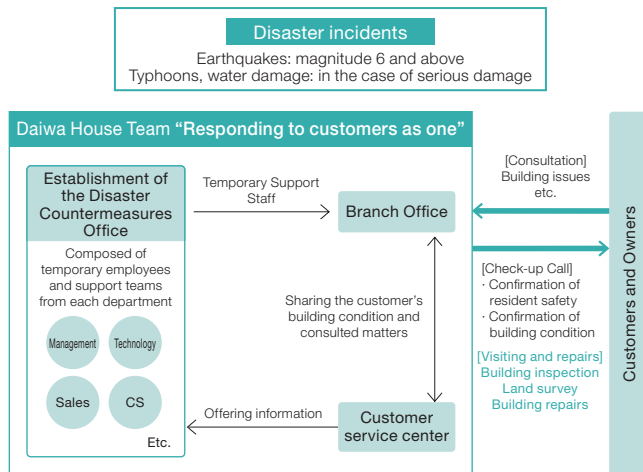 Disaster incidents
Earthquakes: magnitude 6 and above
Typhoons, water damage: in the case of serious damage
Daiwa House Team “Responding to customers as one”
Establishment of
the Disaster
Countermeasures
Office
Composed of
temporary employees
and support teams
from each department
Management
Technology
Sales
CS
Etc.
Temporary Support
Staff
Branch Office
Sharing the customer’s
building condition and
consulted matters
Offering information
Customer
service center
[Consultation]
Building issues
etc.
[Check-up Call]
· Confirmation of
resident safety
· Confirmation of
building condition
[Visiting and repairs]
Building inspection
Land survey
Building repairs
Customers and Owners